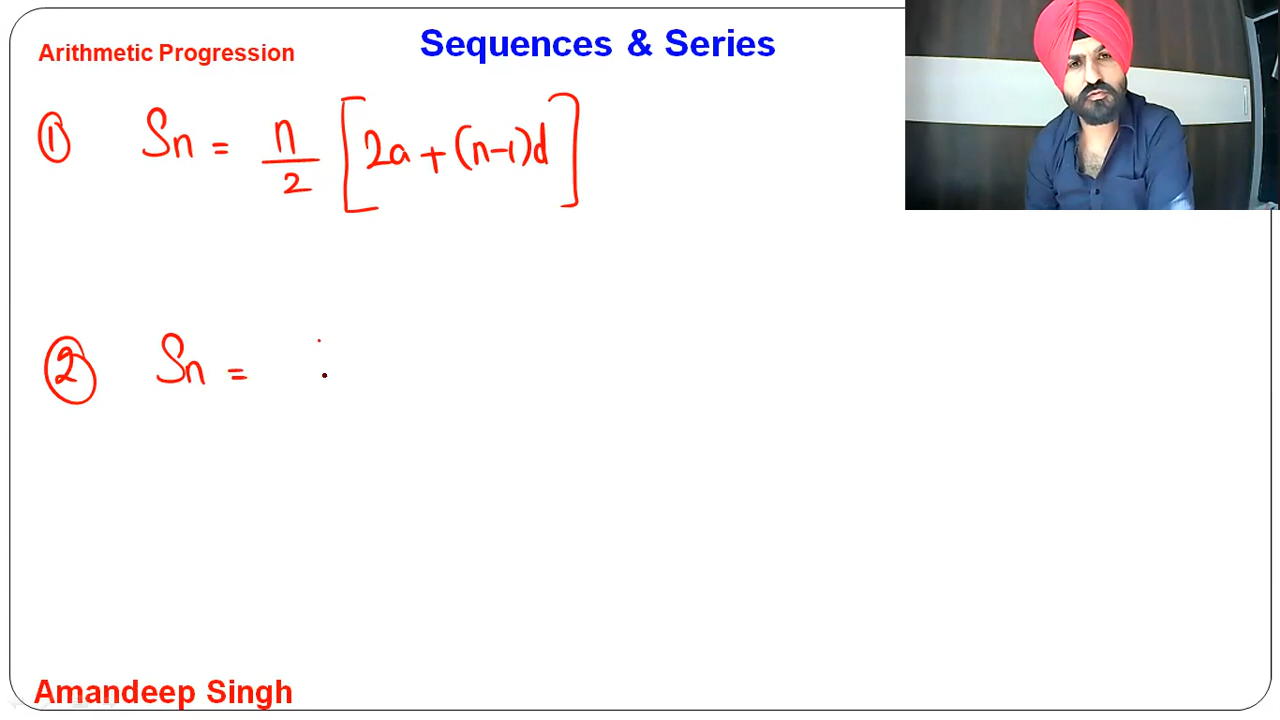 Sequences & Series
Arithmetic Progression
① Sn = n/2 [2a + (n-1)d]
② Sn =
Amandeep Singh